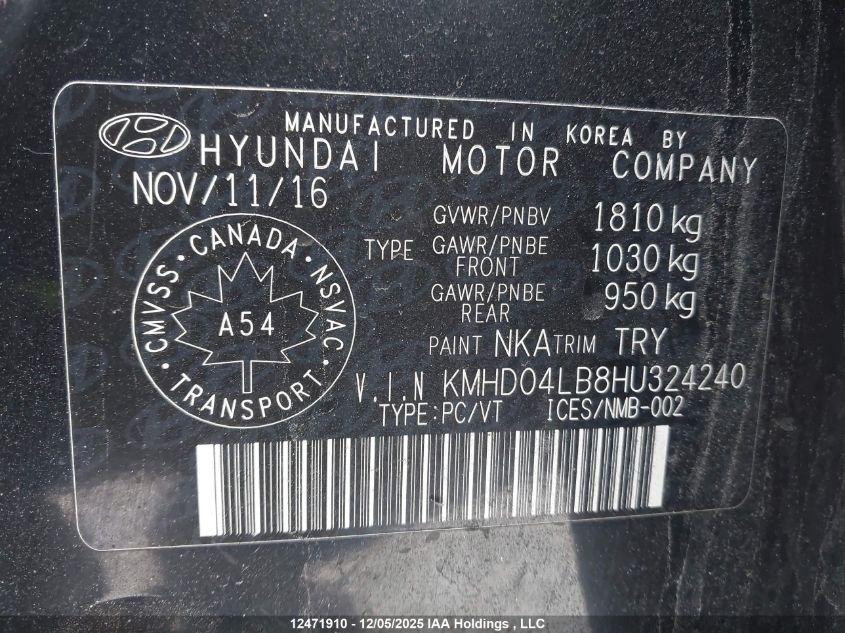 MANUFACTURED IN KOREA BY
HYUNDAI MOTOR COMPANY
NOV/11/16
CMVSS · CANADA · NSVAC
A54
· TRANSPORT ·
TYPE
GVWR/PNBV 1810 kg
GAWR/PNBE FRONT 1030 kg
GAWR/PNBE REAR 950 kg
PAINT NKA TRIM TRY
V.I.N KMHD04LB8HU324240
TYPE:PC/VT ICES/NMB-002
12471910 - 12/05/2025 IAA Holdings , LLC